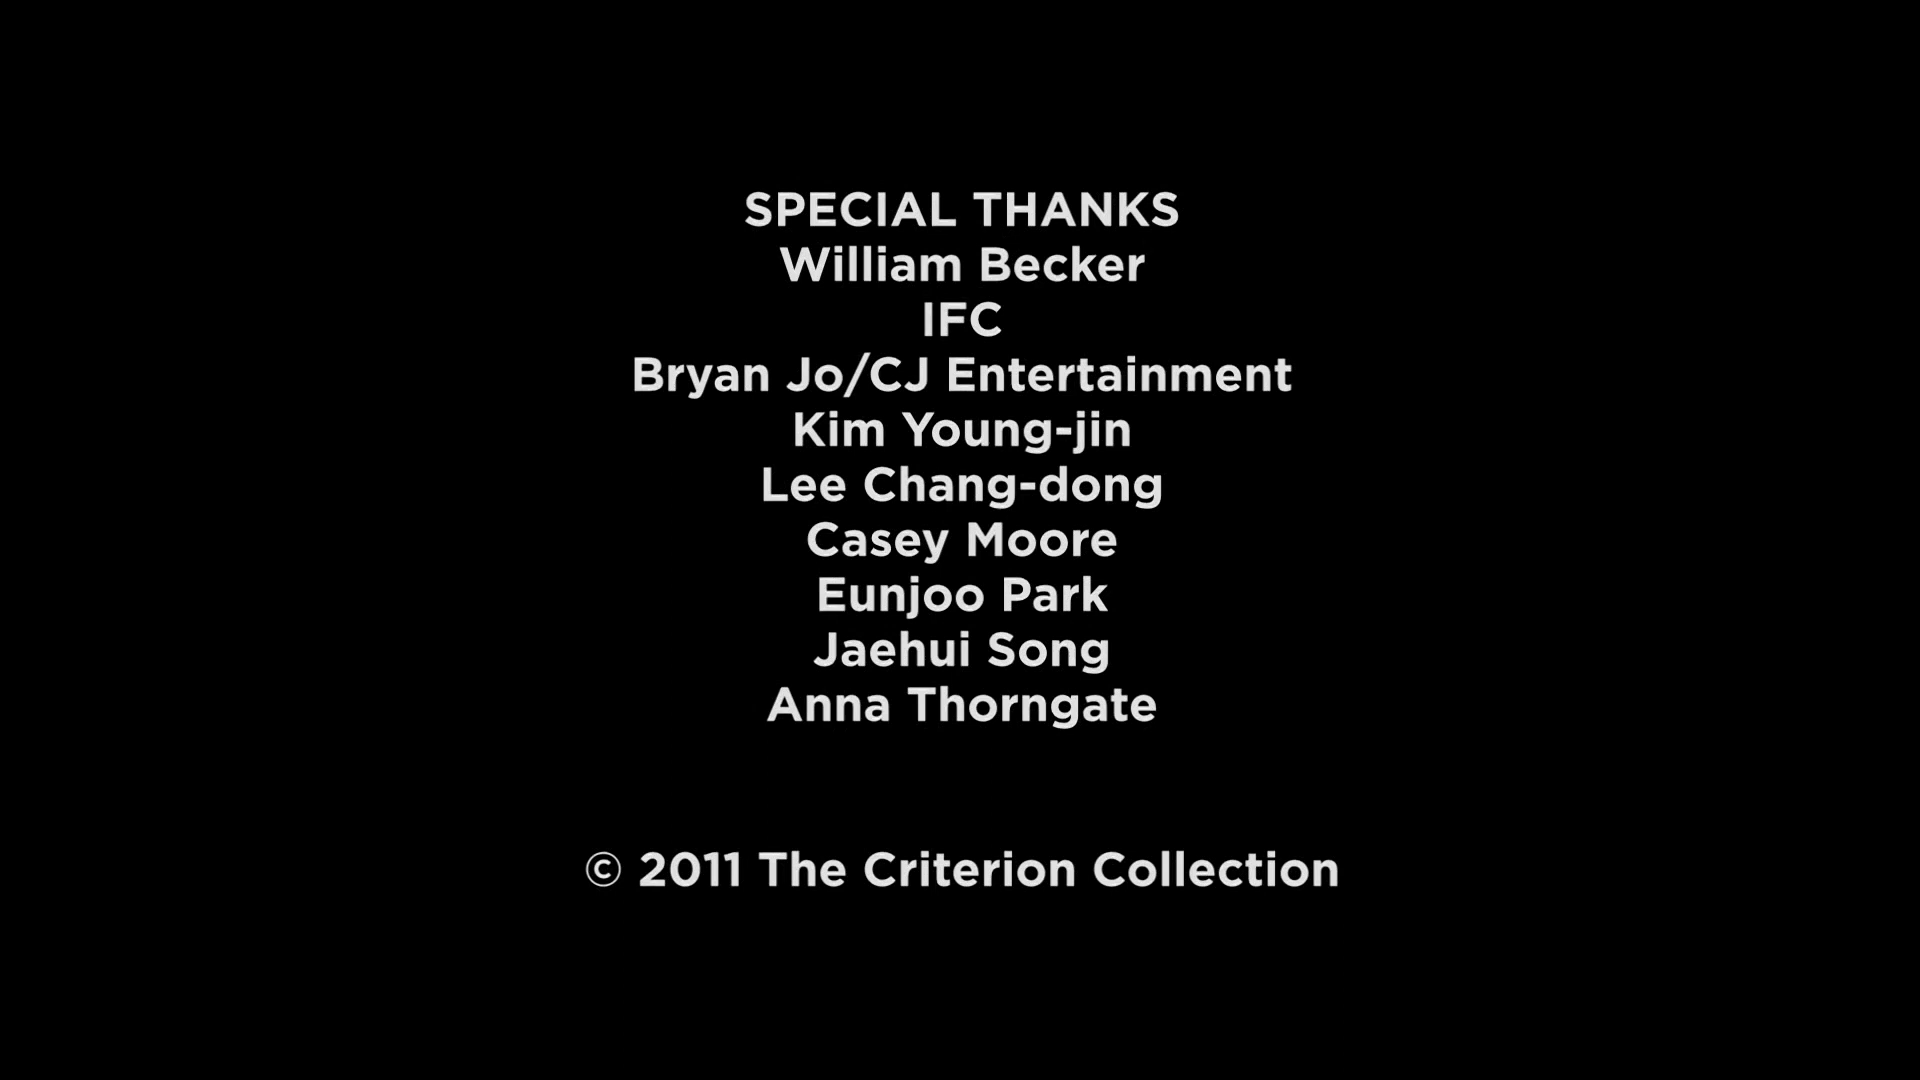 SPECIAL THANKS
William Becker
IFC
Bryan Jo/CJ Entertainment
Kim Young-jin
Lee Chang-dong
Casey Moore
Eunjoo Park
Jaehui Song
Anna Thorngate
© 2011 The Criterion Collection